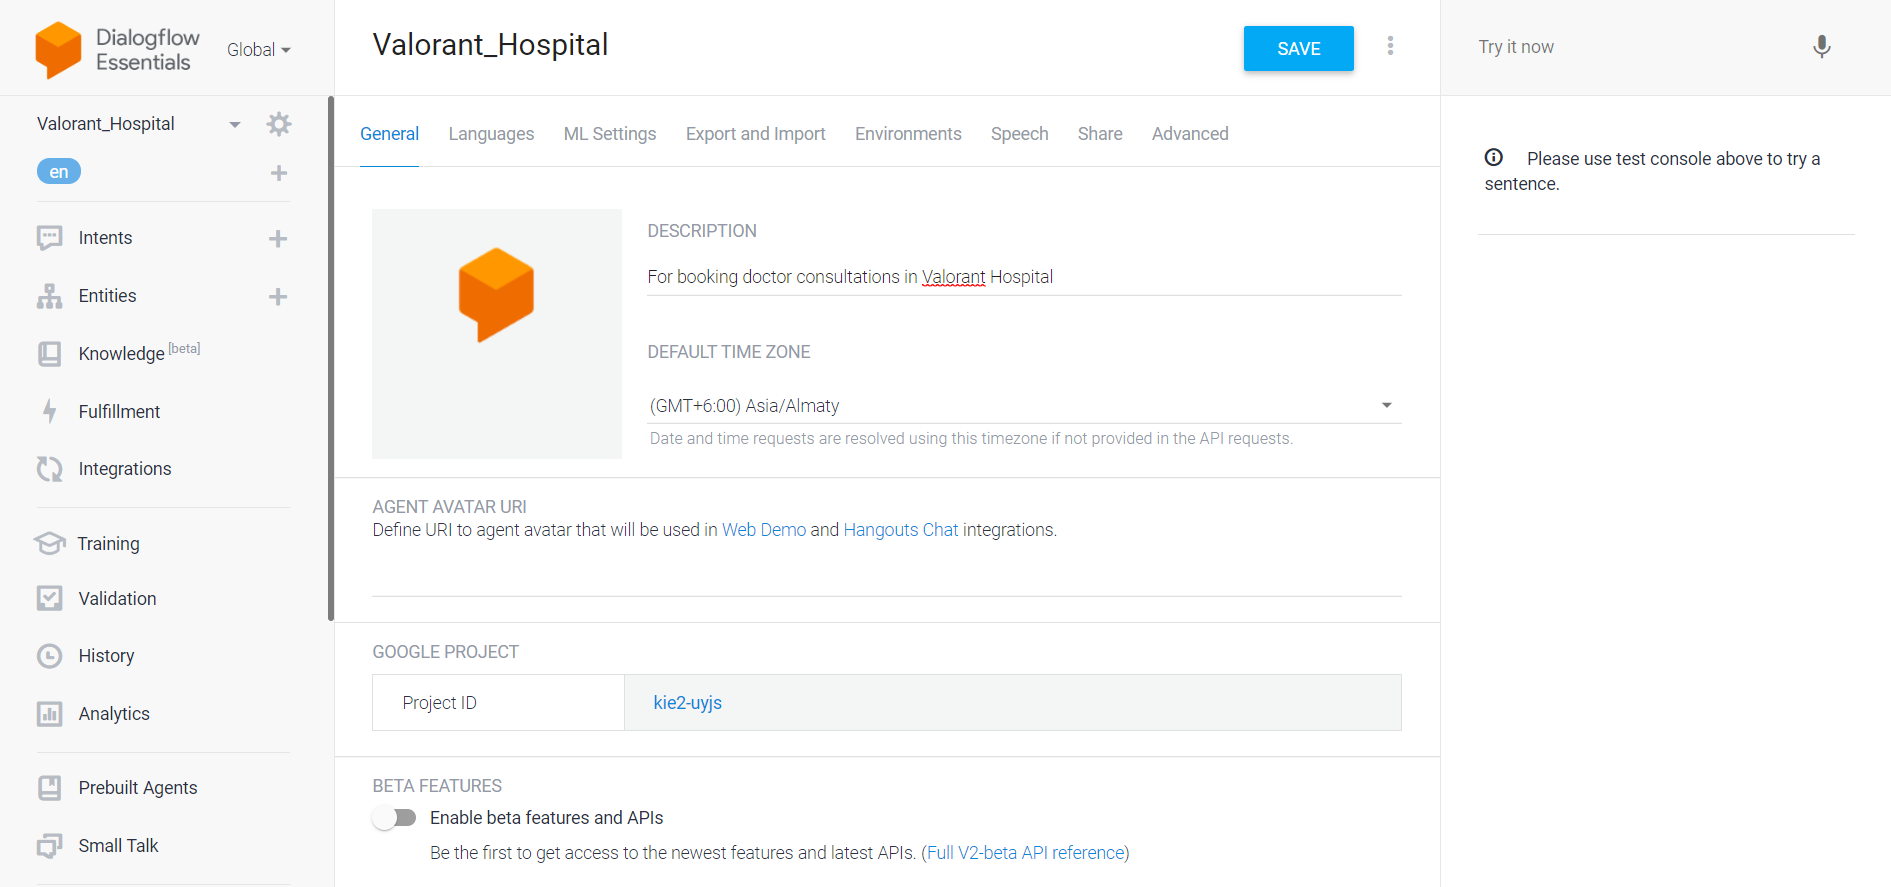 Dialogflow
Essentials
Global
Valorant_Hospital
en
Intents
Entities
Knowledge [beta]
Fulfillment
Integrations
Training
Validation
History
Analytics
Prebuilt Agents
Small Talk
Valorant_Hospital
SAVE
General Languages ML Settings Export and Import Environments Speech Share Advanced
DESCRIPTION
For booking doctor consultations in Valorant Hospital
DEFAULT TIME ZONE
(GMT+6:00) Asia/Almaty
Date and time requests are resolved using this timezone if not provided in the API requests.
AGENT AVATAR URI
Define URI to agent avatar that will be used in Web Demo and Hangouts Chat integrations.
GOOGLE PROJECT
Project ID kie2-uyjs
BETA FEATURES
Enable beta features and APIs
Be the first to get access to the newest features and latest APIs. (Full V2-beta API reference)
Try it now
Please use test console above to try a
sentence.